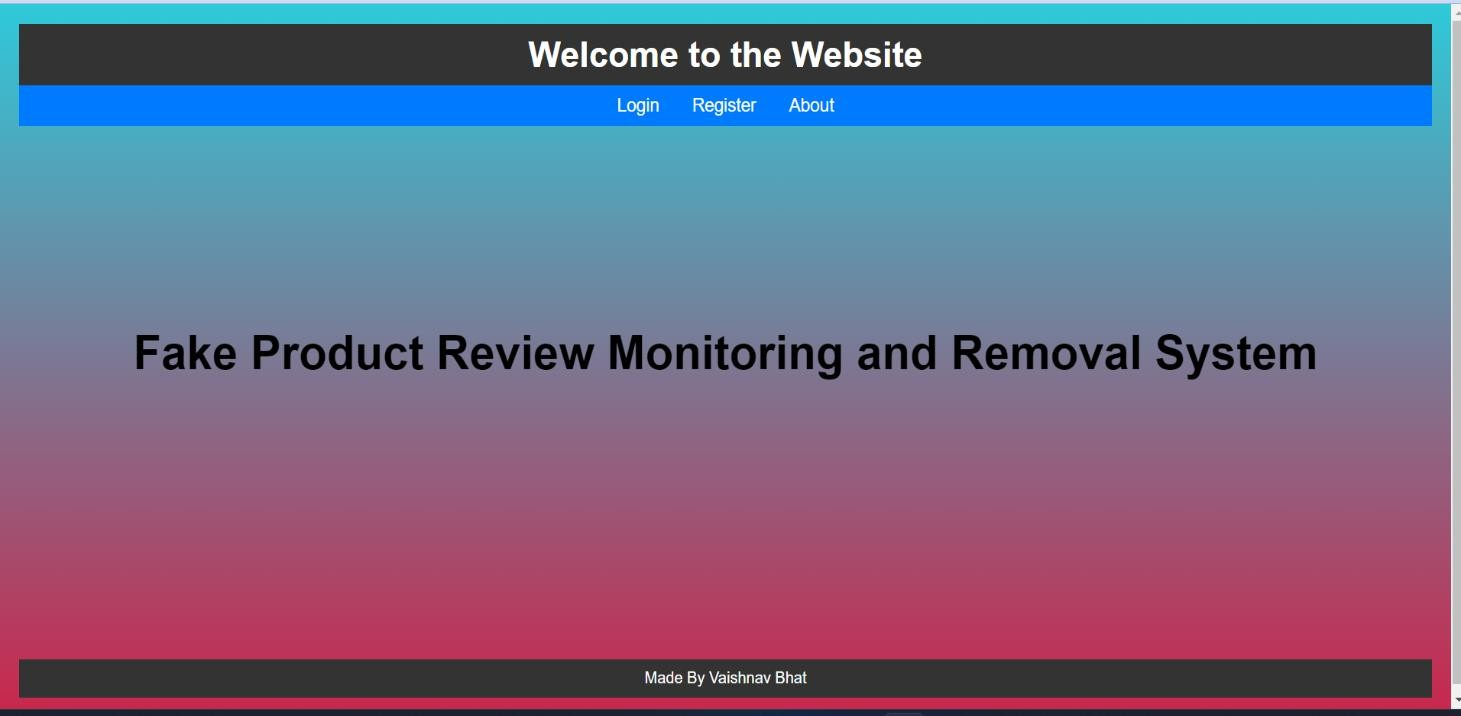 Welcome to the Website
Login Register About
Fake Product Review Monitoring and Removal System
Made By Vaishnav Bhat